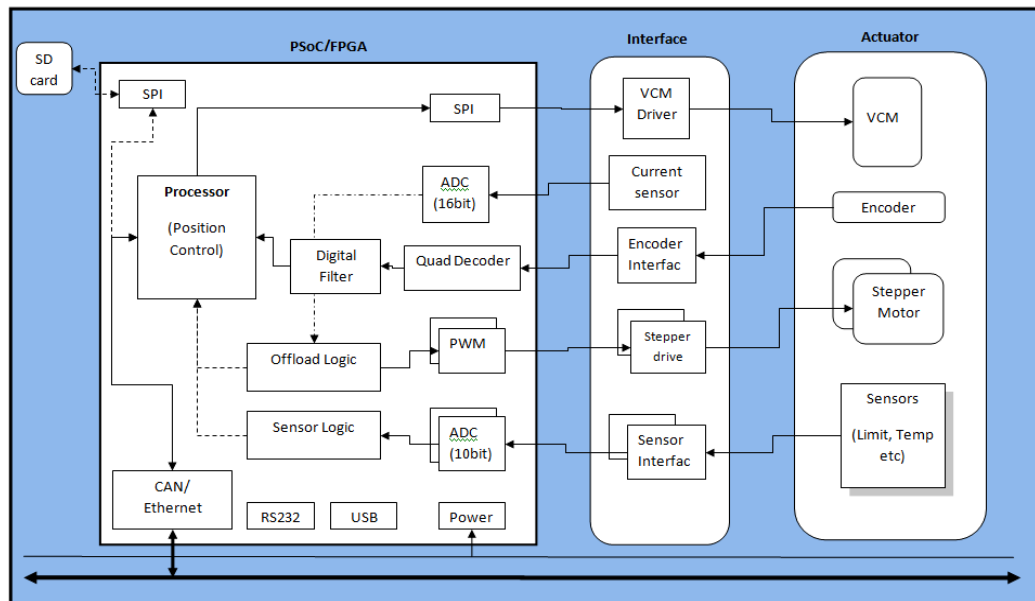 PSoC/FPGA
Interface
Actuator
SD
card
SPI
SPI
VCM
Driver
VCM
Processor
(Position
Control)
ADC
(16bit)
Current
sensor
Encoder
Digital
Filter
Quad Decoder
Encoder
Interfac
Stepper
Motor
Offload Logic
PWM
Stepper
drive
Sensor Logic
ADC
(10bit)
Sensor
Interfac
Sensors
(Limit, Temp
etc)
CAN/
Ethernet
RS232
USB
Power